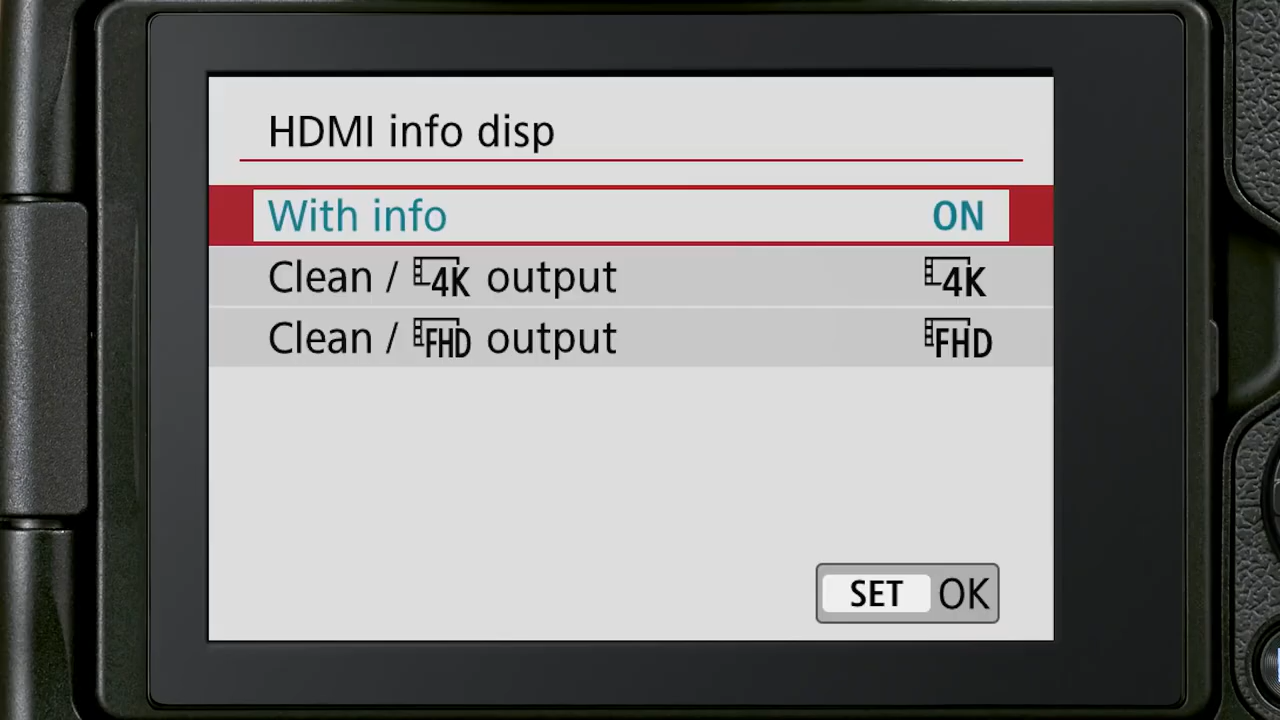 HDMI info disp
With info ON
Clean / 4K output 4K
Clean / FHD output FHD
SET OK